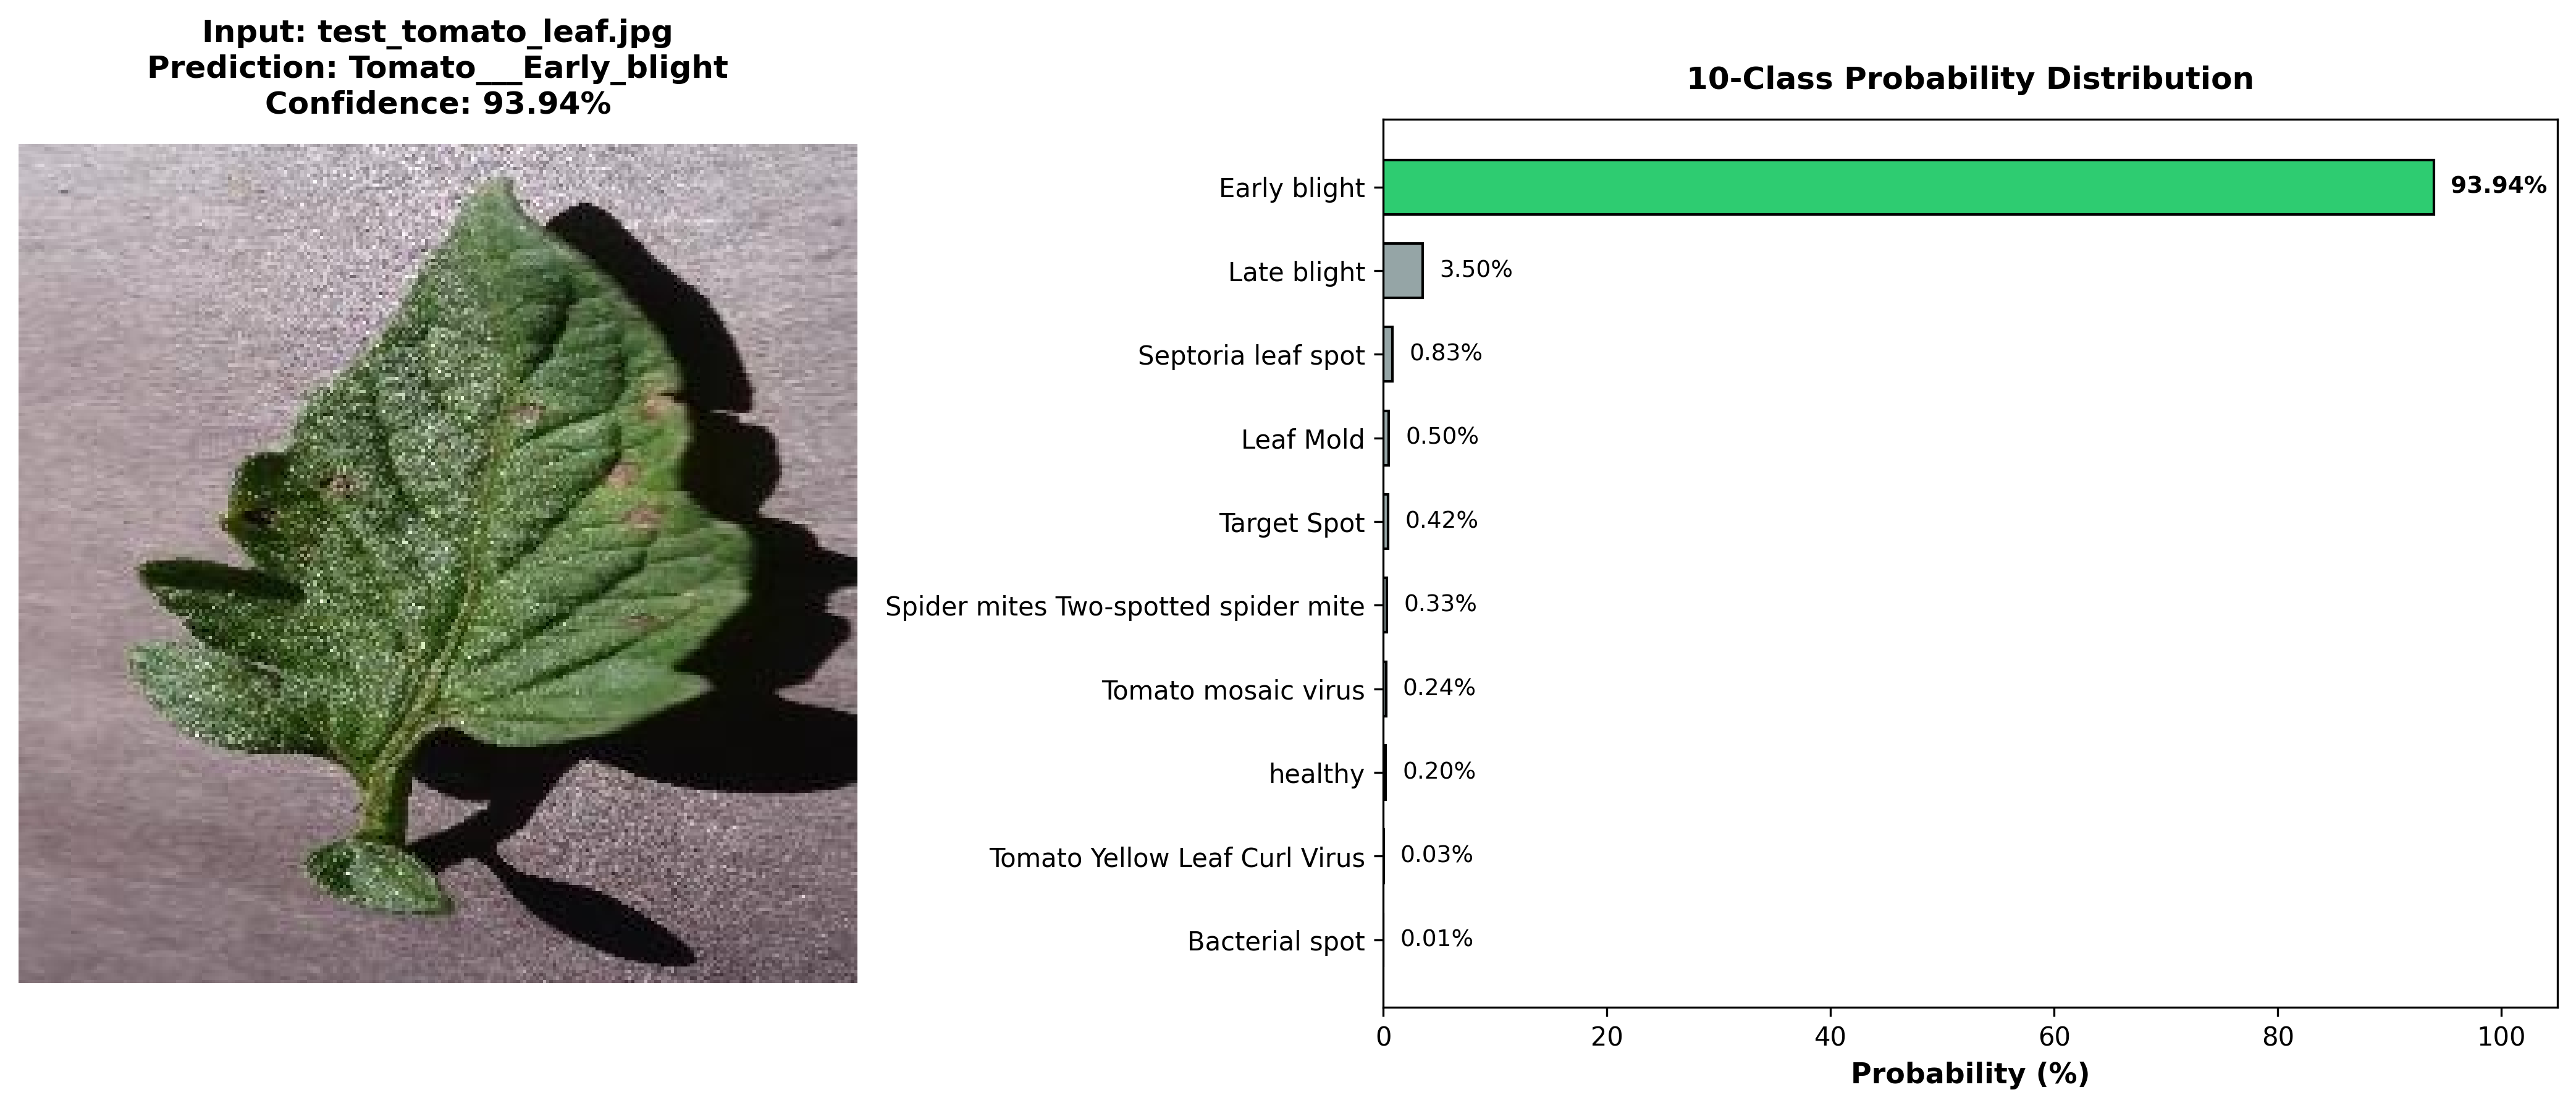 Input: test_tomato_leaf.jpg
Prediction: Tomato___Early_blight
Confidence: 93.94%
10-Class Probability Distribution
Early blight 93.94%
Late blight 3.50%
Septoria leaf spot 0.83%
Leaf Mold 0.50%
Target Spot 0.42%
Spider mites Two-spotted spider mite 0.33%
Tomato mosaic virus 0.24%
healthy 0.20%
Tomato Yellow Leaf Curl Virus 0.03%
Bacterial spot 0.01%
0 20 40 60 80 100
Probability (%)